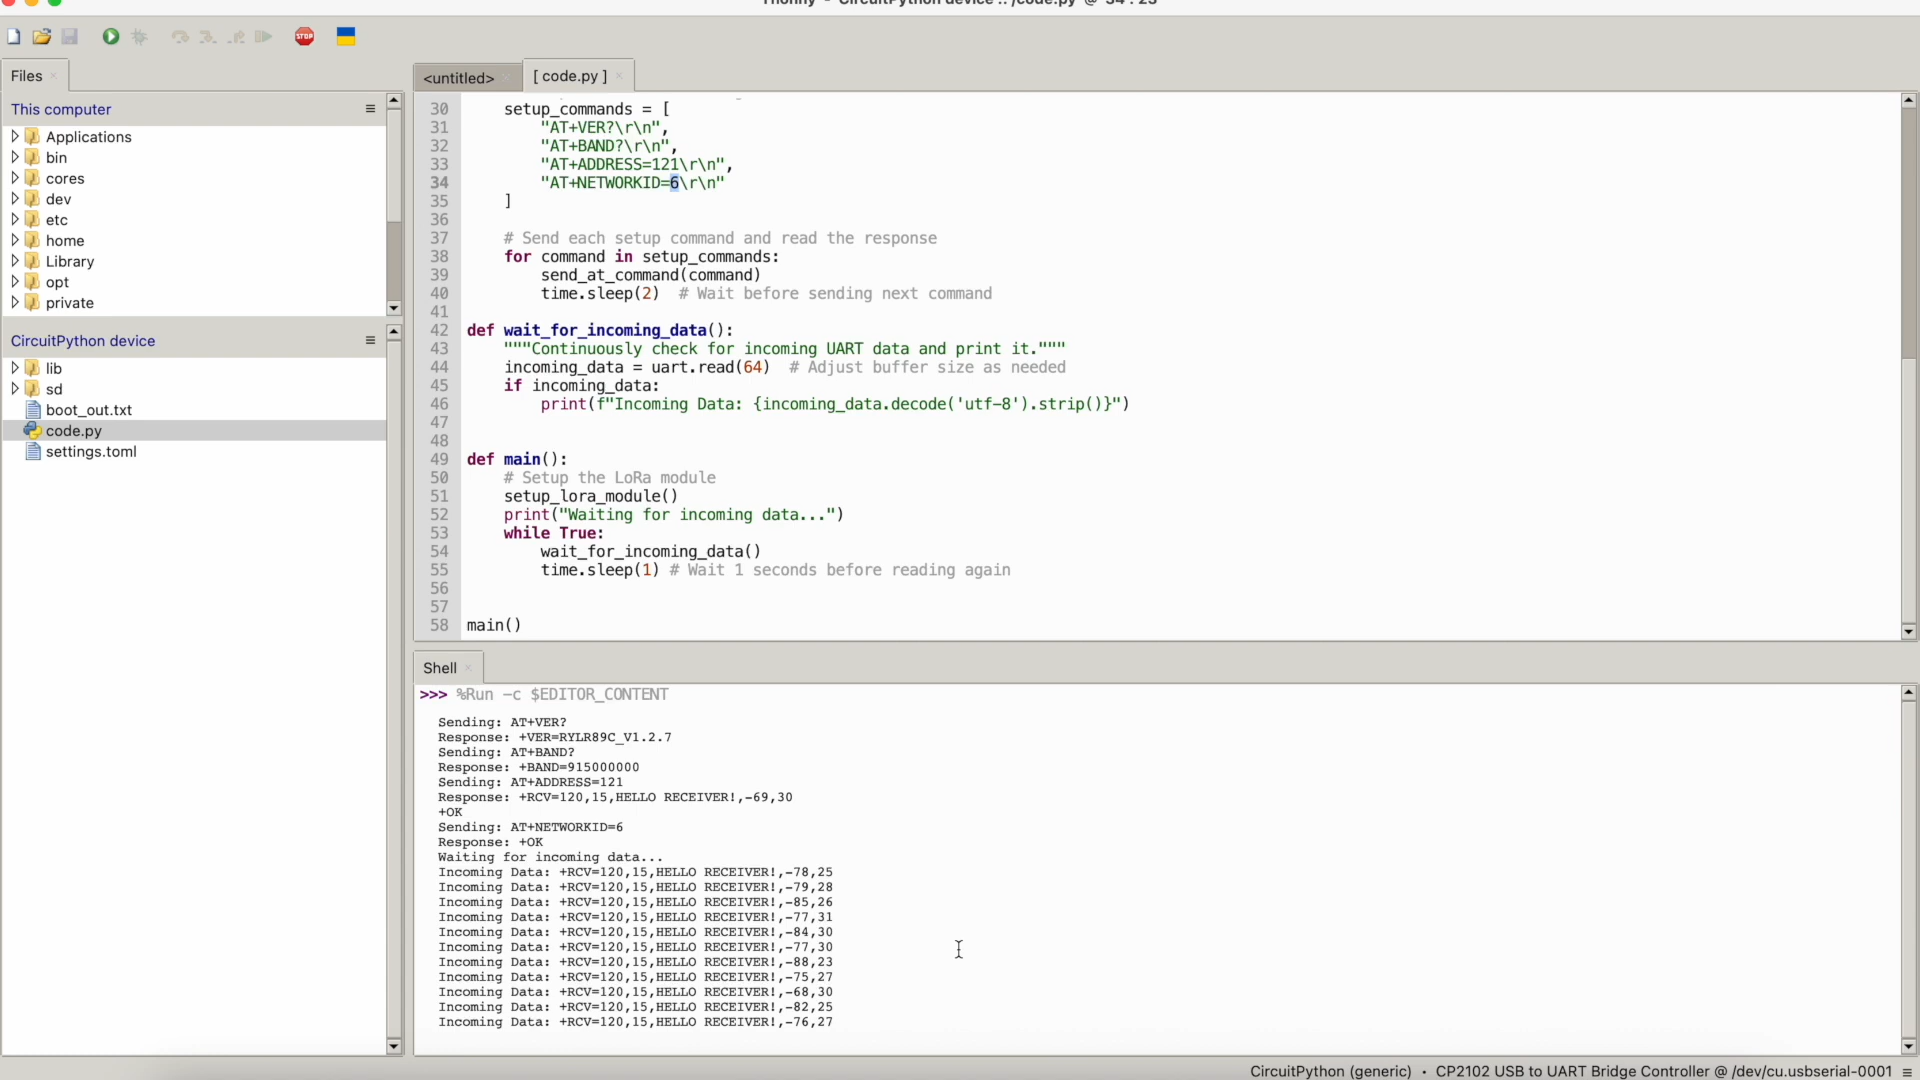 Thonny - CircuitPython device :: /code.py @ 34 : 23
STOP
Files
This computer
Applications
bin
cores
dev
etc
home
Library
opt
private
CircuitPython device
lib
sd
boot_out.txt
code.py
settings.toml
<untitled>
[ code.py ]
30 setup_commands = [
31 "AT+VER?\r\n",
32 "AT+BAND?\r\n",
33 "AT+ADDRESS=121\r\n",
34 "AT+NETWORKID=6\r\n"
35 ]
36
37 # Send each setup command and read the response
38 for command in setup_commands:
39 send_at_command(command)
40 time.sleep(2)  # Wait before sending next command
41
42 def wait_for_incoming_data():
43 """Continuously check for incoming UART data and print it."""
44 incoming_data = uart.read(64)  # Adjust buffer size as needed
45 if incoming_data:
46 print(f"Incoming Data: {incoming_data.decode('utf-8').strip()}")
47
48
49 def main():
50 # Setup the LoRa module
51 setup_lora_module()
52 print("Waiting for incoming data...")
53 while True:
54 wait_for_incoming_data()
55 time.sleep(1) # Wait 1 seconds before reading again
56
57
58 main()
Shell
>>> %Run -c $EDITOR_CONTENT
Sending: AT+VER?
Response: +VER=RYLR89C_V1.2.7
Sending: AT+BAND?
Response: +BAND=915000000
Sending: AT+ADDRESS=121
Response: +RCV=120,15,HELLO RECEIVER!,-69,30
+OK
Sending: AT+NETWORKID=6
Response: +OK
Waiting for incoming data...
Incoming Data: +RCV=120,15,HELLO RECEIVER!,-78,25
Incoming Data: +RCV=120,15,HELLO RECEIVER!,-79,28
Incoming Data: +RCV=120,15,HELLO RECEIVER!,-85,26
Incoming Data: +RCV=120,15,HELLO RECEIVER!,-77,31
Incoming Data: +RCV=120,15,HELLO RECEIVER!,-84,30
Incoming Data: +RCV=120,15,HELLO RECEIVER!,-77,30
Incoming Data: +RCV=120,15,HELLO RECEIVER!,-88,23
Incoming Data: +RCV=120,15,HELLO RECEIVER!,-75,27
Incoming Data: +RCV=120,15,HELLO RECEIVER!,-68,30
Incoming Data: +RCV=120,15,HELLO RECEIVER!,-82,25
Incoming Data: +RCV=120,15,HELLO RECEIVER!,-76,27
CircuitPython (generic) • CP2102 USB to UART Bridge Controller @ /dev/cu.usbserial-0001